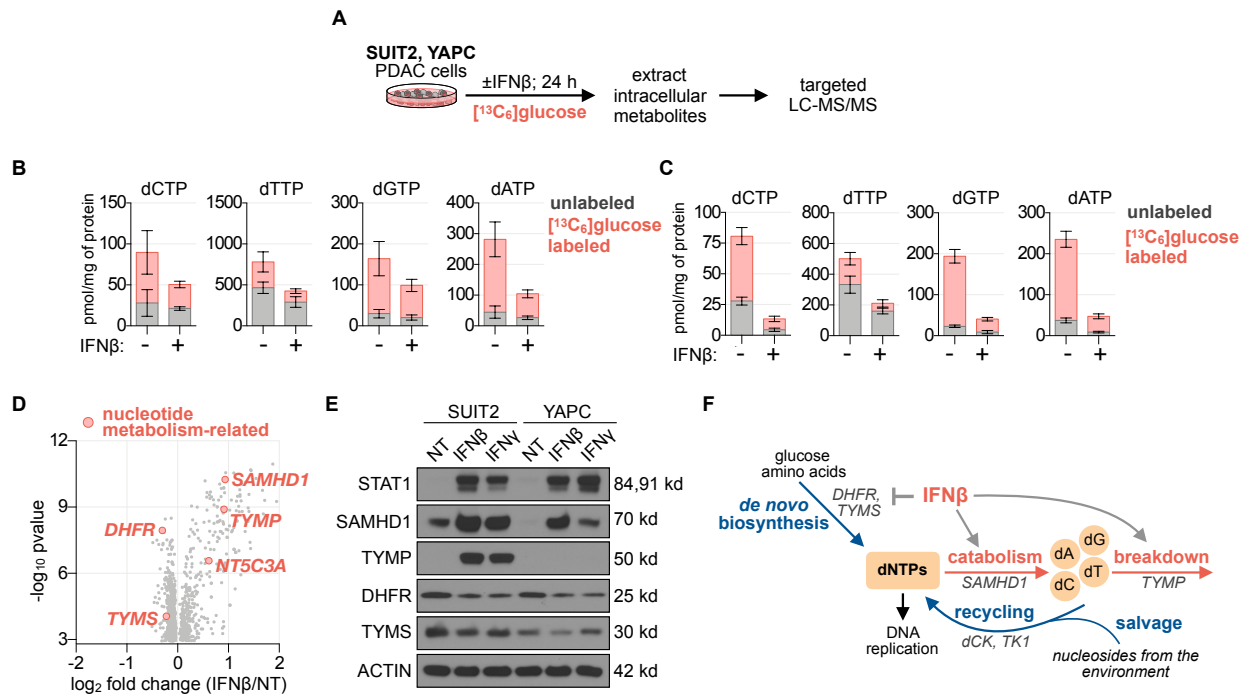 A
SUIT2, YAPC
PDAC cells
±IFNβ; 24 h
[¹³C₆]glucose
extract
intracellular
metabolites
targeted
LC-MS/MS
B
dCTP
dTTP
dGTP
dATP
pmol/mg of protein
150
100
50
0
1500
1000
500
0
300
200
100
0
400
300
200
100
0
unlabeled
[¹³C₆]glucose
labeled
IFNβ:
- +
- +
- +
- +
C
dCTP
dTTP
dGTP
dATP
pmol/mg of protein
100
75
50
25
0
800
600
400
200
0
300
200
100
0
300
200
100
0
unlabeled
[¹³C₆]glucose
labeled
IFNβ:
- +
- +
- +
- +
D
nucleotide
metabolism-related
-log₁₀ pvalue
12
9
6
3
SAMHD1
TYMP
DHFR
NT5C3A
TYMS
-2 -1 0 1 2
log₂ fold change (IFNβ/NT)
E
SUIT2 YAPC
NT IFNβ IFNγ NT IFNβ IFNγ
STAT1 84,91 kd
SAMHD1 70 kd
TYMP 50 kd
DHFR 25 kd
TYMS 30 kd
ACTIN 42 kd
F
glucose
amino acids
de novo
biosynthesis
DHFR,
TYMS
IFNβ
dNTPs
catabolism
SAMHD1
dA
dG
dC
dT
breakdown
TYMP
DNA
replication
recycling
dCK, TK1
salvage
nucleosides from the
environment